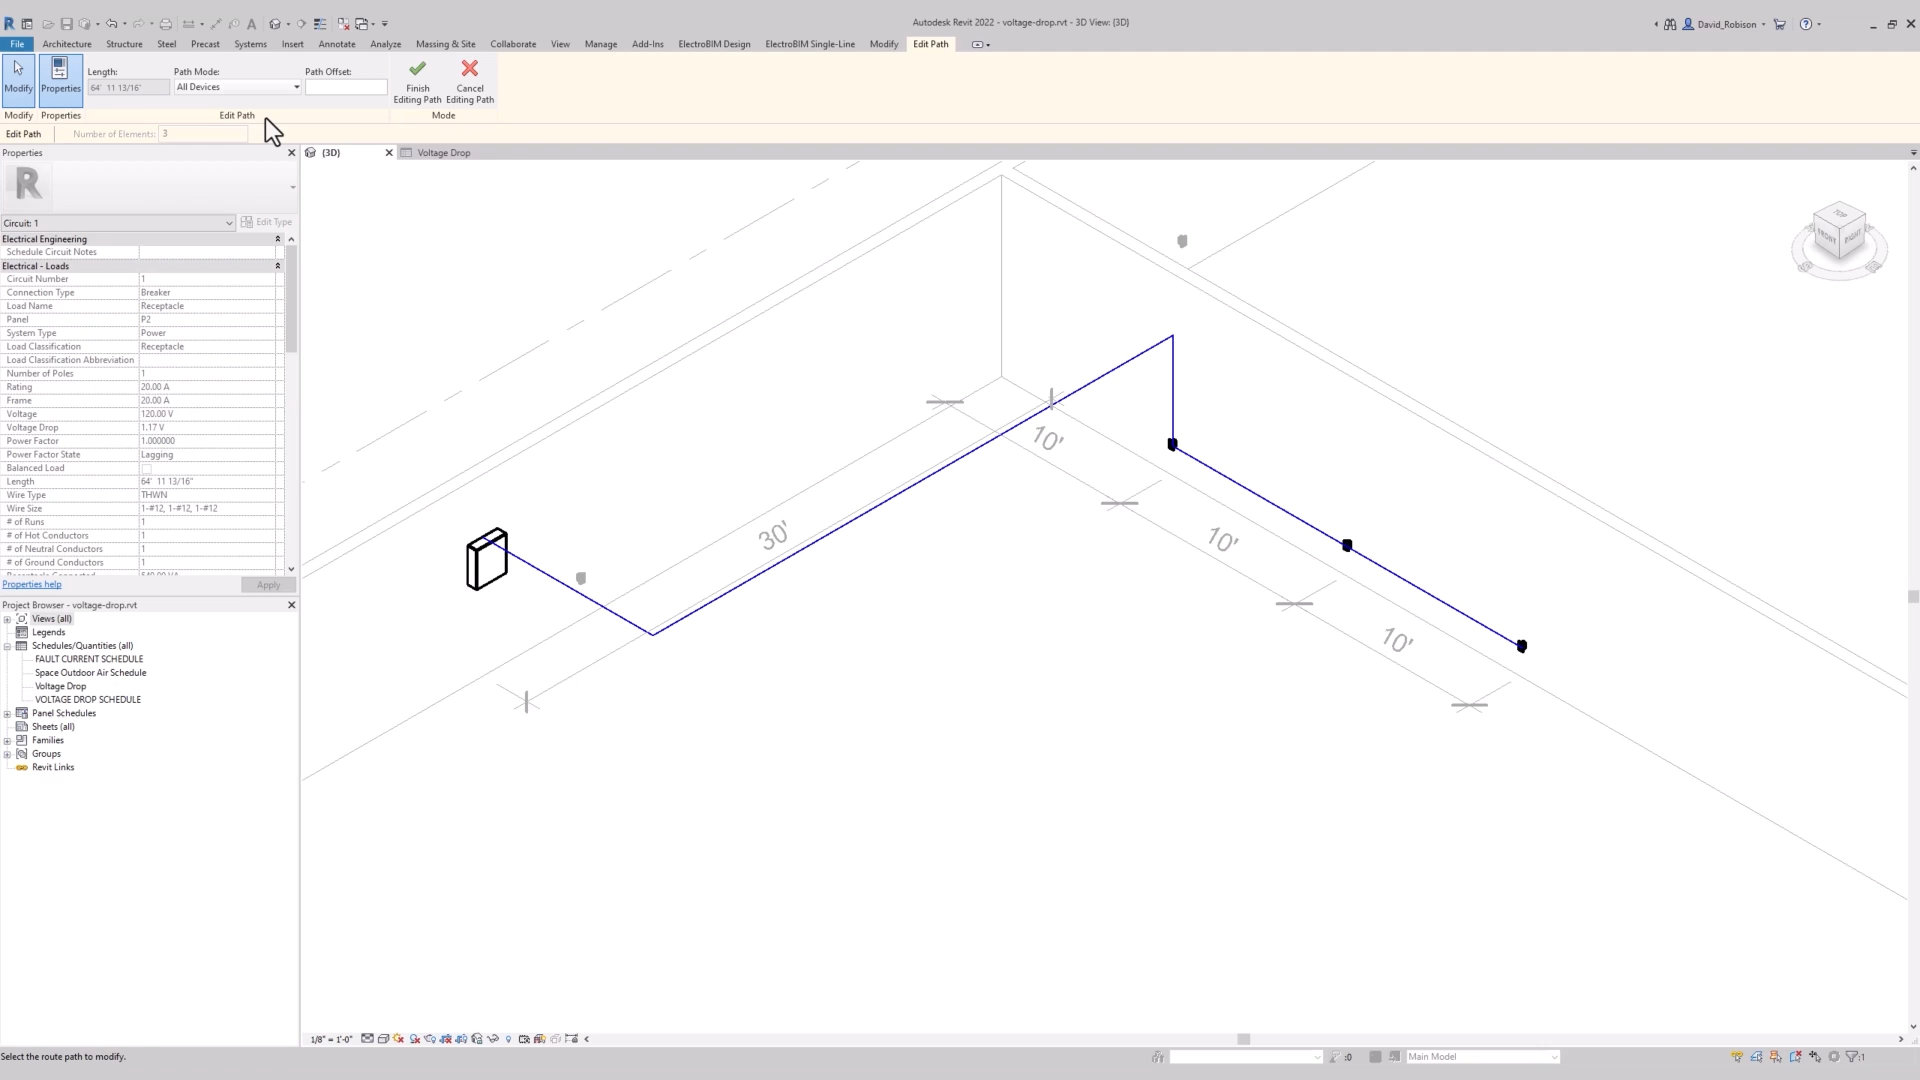 Autodesk Revit 2022 - voltage-drop.rvt - 3D View: {3D}
David_Robison
File Architecture Structure Steel Precast Systems Insert Annotate Analyze Massing & Site Collaborate View Manage Add-Ins ElectroBIM Design ElectroBIM Single-Line Modify Edit Path
Modify
Properties
Length:
64' 11 13/16"
Path Mode:
All Devices
Path Offset:
Finish Editing Path
Cancel Editing Path
Modify Properties Edit Path Mode
Edit Path Number of Elements: 3
Properties
{3D} Voltage Drop
R
Circuit: 1 Edit Type
Electrical Engineering
Schedule Circuit Notes
Electrical - Loads
Circuit Number 1
Connection Type Breaker
Load Name Receptacle
Panel P2
System Type Power
Load Classification Receptacle
Load Classification Abbreviation
Number of Poles 1
Rating 20.00 A
Frame 20.00 A
Voltage 120.00 V
Voltage Drop 1.17 V
Power Factor 1.000000
Power Factor State Lagging
Balanced Load
Length 64' 11 13/16"
Wire Type THWN
Wire Size 1-#12, 1-#12, 1-#12
# of Runs 1
# of Hot Conductors 1
# of Neutral Conductors 1
# of Ground Conductors 1
Properties help Apply
Project Browser - voltage-drop.rvt
Views (all)
Legends
Schedules/Quantities (all)
FAULT CURRENT SCHEDULE
Space Outdoor Air Schedule
Voltage Drop
VOLTAGE DROP SCHEDULE
Panel Schedules
Sheets (all)
Families
Groups
Revit Links
TOP
FRONT
RIGHT
10'
30'
10'
10'
1/8" = 1'-0"
Select the route path to modify.
:0
Main Model
:1